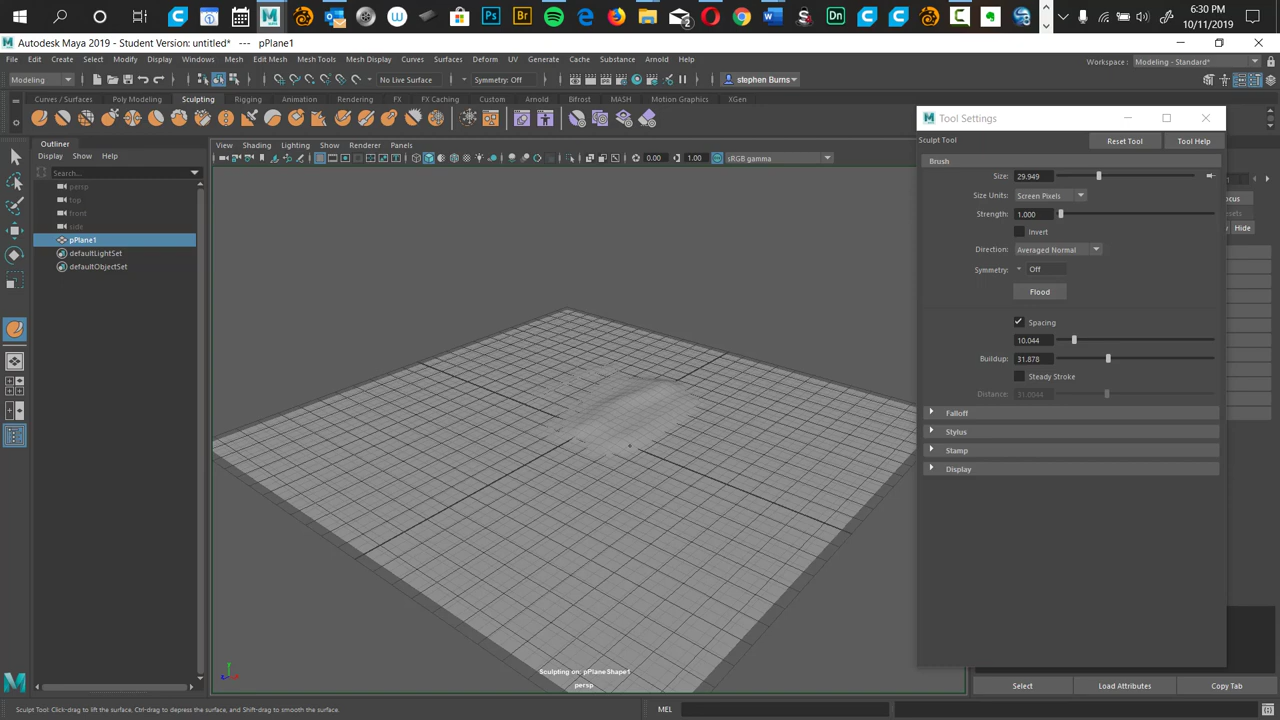 6:30 PM
10/11/2019
Autodesk Maya 2019 - Student Version: untitled*   ---   pPlane1
File Edit Create Select Modify Display Windows Mesh Edit Mesh Mesh Tools Mesh Display Curves Surfaces Deform UV Generate Cache Substance Arnold Help
Workspace: Modeling - Standard*
Modeling
No Live Surface
Symmetry: Off
stephen Burns
Curves / Surfaces Poly Modeling Sculpting Rigging Animation Rendering FX FX Caching Custom Arnold Bifrost MASH Motion Graphics XGen
Outliner
Display Show Help
Search...
persp
top
front
side
pPlane1
defaultLightSet
defaultObjectSet
View Shading Lighting Show Renderer Panels
0.00 1.00 sRGB gamma
Sculpting on: pPlaneShape1
persp
Tool Settings
Sculpt Tool Reset Tool Tool Help
Brush
Size: 29.949
Size Units: Screen Pixels
Strength: 1.000
Invert
Direction: Averaged Normal
Symmetry: Off
Flood
Spacing
10.044
Buildup: 31.878
Steady Stroke
Distance: 31.0044
Falloff
Stylus
Stamp
Display
ocus
sets
Hide
Select Load Attributes Copy Tab
Sculpt Tool: Click-drag to lift the surface, Ctrl-drag to depress the surface, and Shift-drag to smooth the surface.
MEL